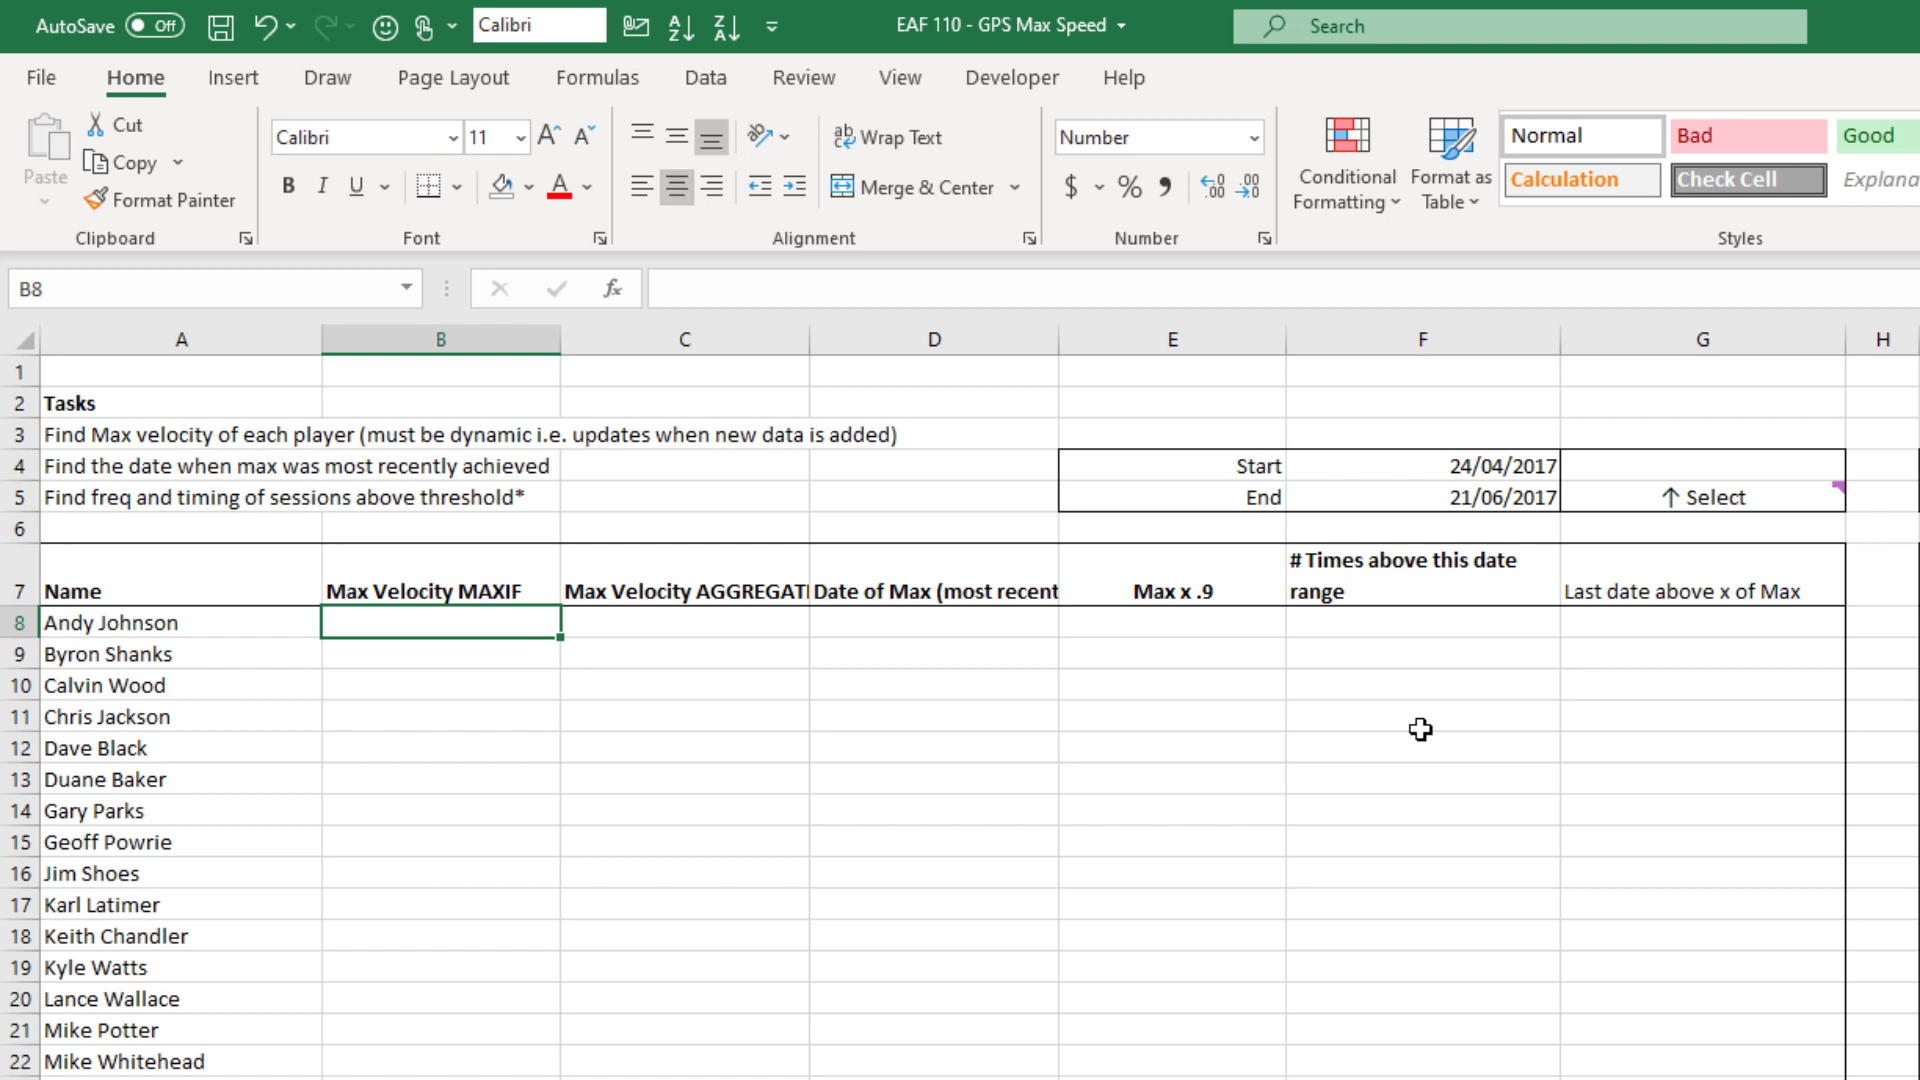 AutoSave Off Calibri EAF 110 - GPS Max Speed Search
File Home Insert Draw Page Layout Formulas Data Review View Developer Help
Paste Cut Copy Format Painter Clipboard
Calibri 11 A^ A˅ B I U A Font
ab Wrap Text Merge & Center Alignment
Number $ % , .00 .00 Number
Conditional Formatting Format as Table Normal Bad Good Calculation Check Cell Explana Styles
B8 fx
A B C D E F G H
1
2 Tasks
3 Find Max velocity of each player (must be dynamic i.e. updates when new data is added)
4 Find the date when max was most recently achieved Start 24/04/2017
5 Find freq and timing of sessions above threshold* End 21/06/2017 ↑ Select
6
# Times above this date
7 Name Max Velocity MAXIF Max Velocity AGGREGAT Date of Max (most recent Max x .9 range Last date above x of Max
8 Andy Johnson
9 Byron Shanks
10 Calvin Wood
11 Chris Jackson
12 Dave Black
13 Duane Baker
14 Gary Parks
15 Geoff Powrie
16 Jim Shoes
17 Karl Latimer
18 Keith Chandler
19 Kyle Watts
20 Lance Wallace
21 Mike Potter
22 Mike Whitehead